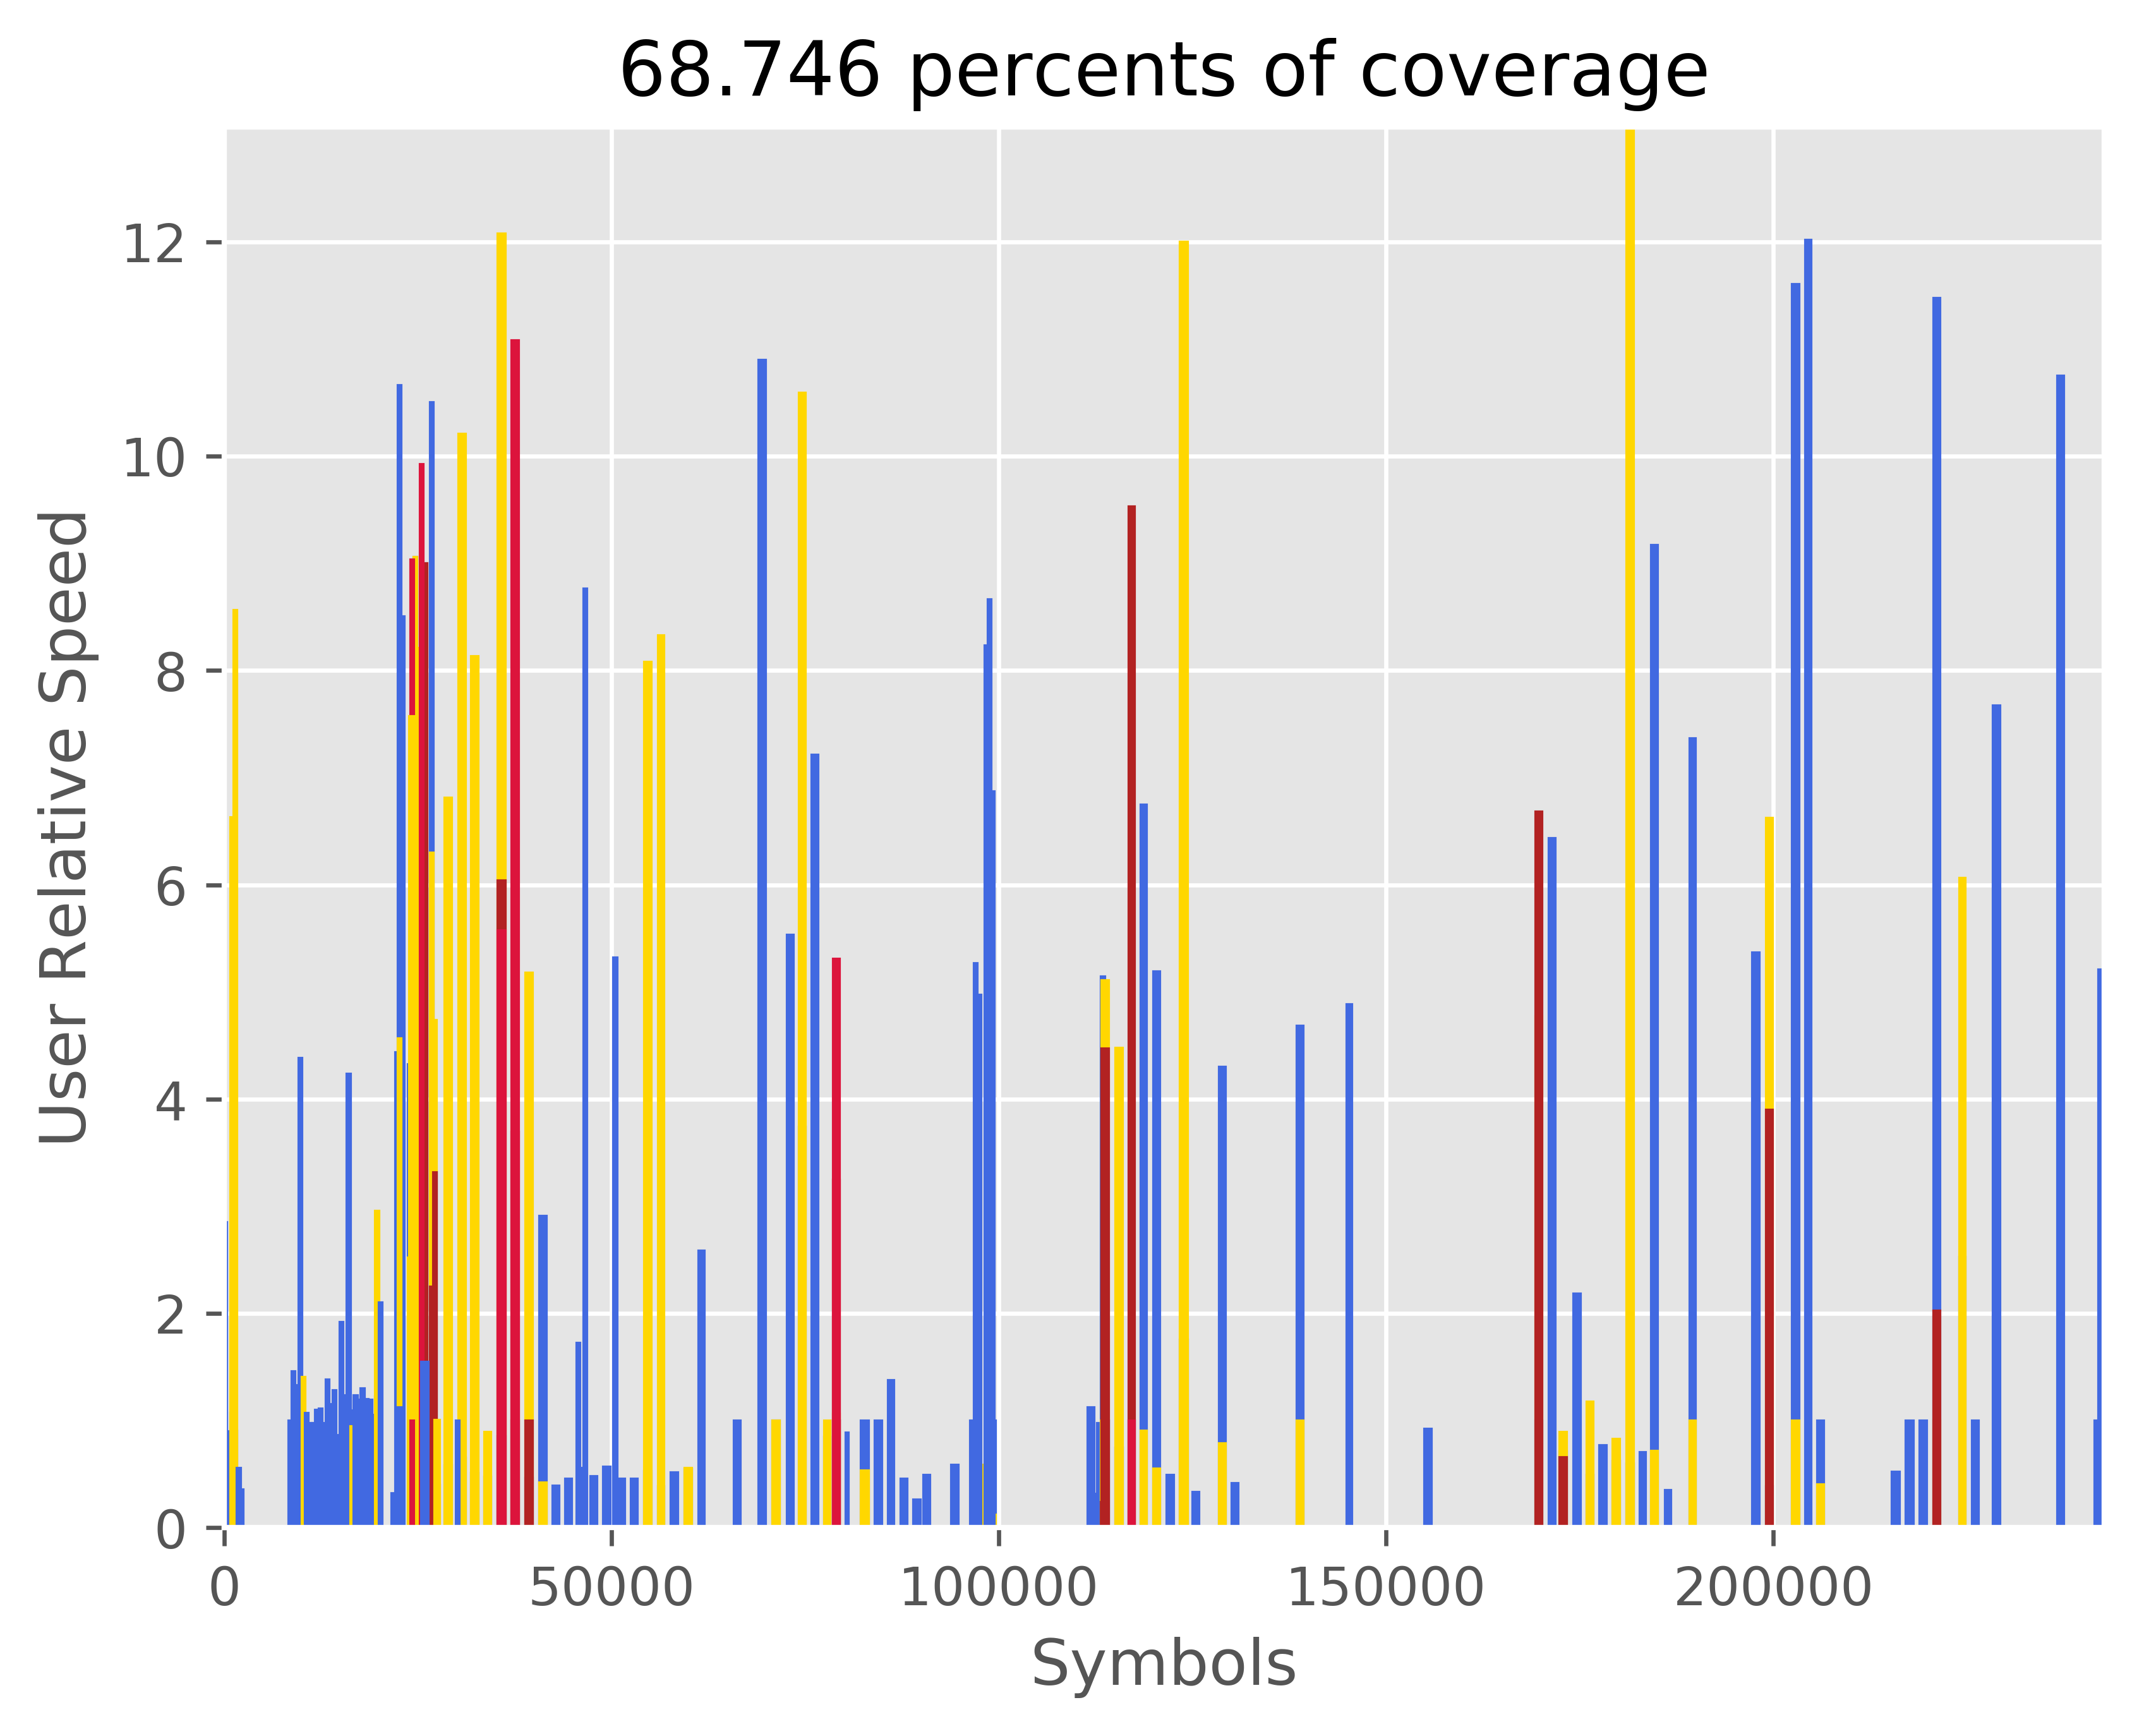 68.746 percents of coverage
12
10
8
6
4
2
0
User Relative Speed
0 50000 100000 150000 200000
Symbols